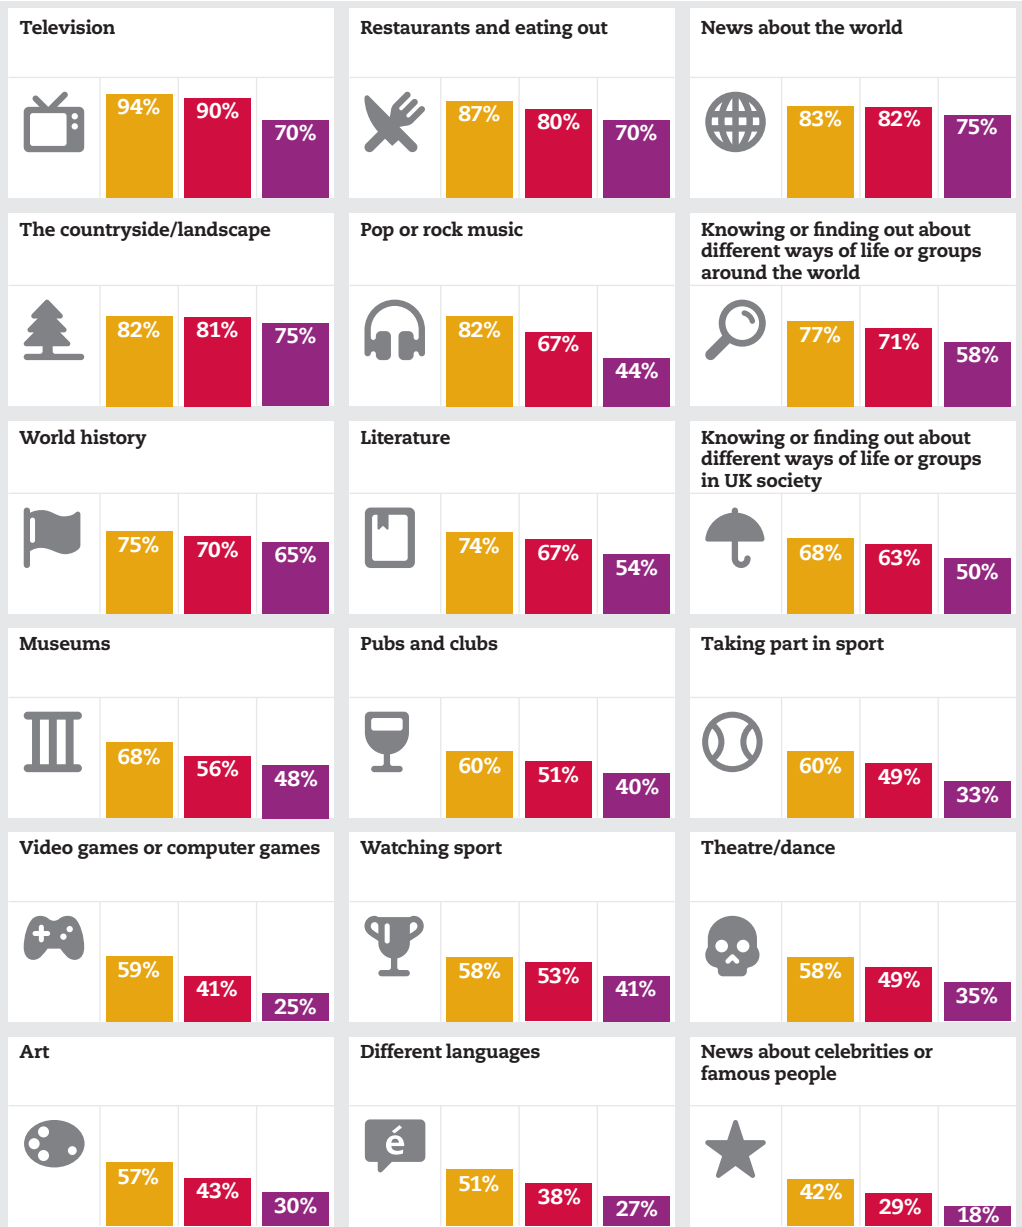 Television
94%
90%
70%
Restaurants and eating out
87%
80%
70%
News about the world
83%
82%
75%
The countryside/landscape
82%
81%
75%
Pop or rock music
82%
67%
44%
Knowing or finding out about
different ways of life or groups
around the world
77%
71%
58%
World history
75%
70%
65%
Literature
74%
67%
54%
Knowing or finding out about
different ways of life or groups
in UK society
68%
63%
50%
Museums
68%
56%
48%
Pubs and clubs
60%
51%
40%
Taking part in sport
60%
49%
33%
Video games or computer games
59%
41%
25%
Watching sport
58%
53%
41%
Theatre/dance
58%
49%
35%
Art
57%
43%
30%
Different languages
é
51%
38%
27%
News about celebrities or
famous people
42%
29%
18%